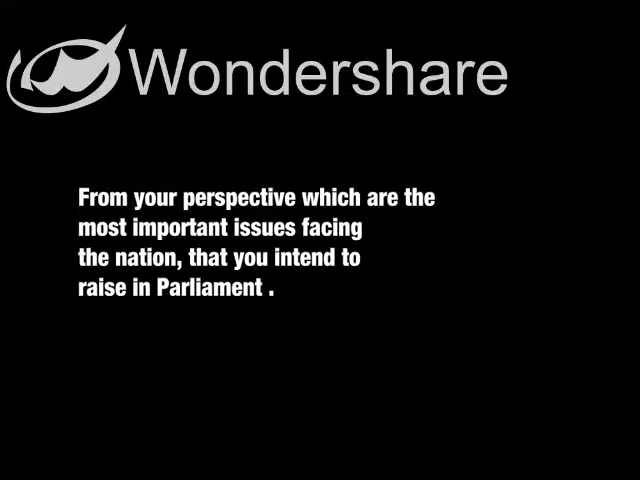 Wondershare
From your perspective which are the
most important issues facing
the nation, that you intend to
raise in Parliament .